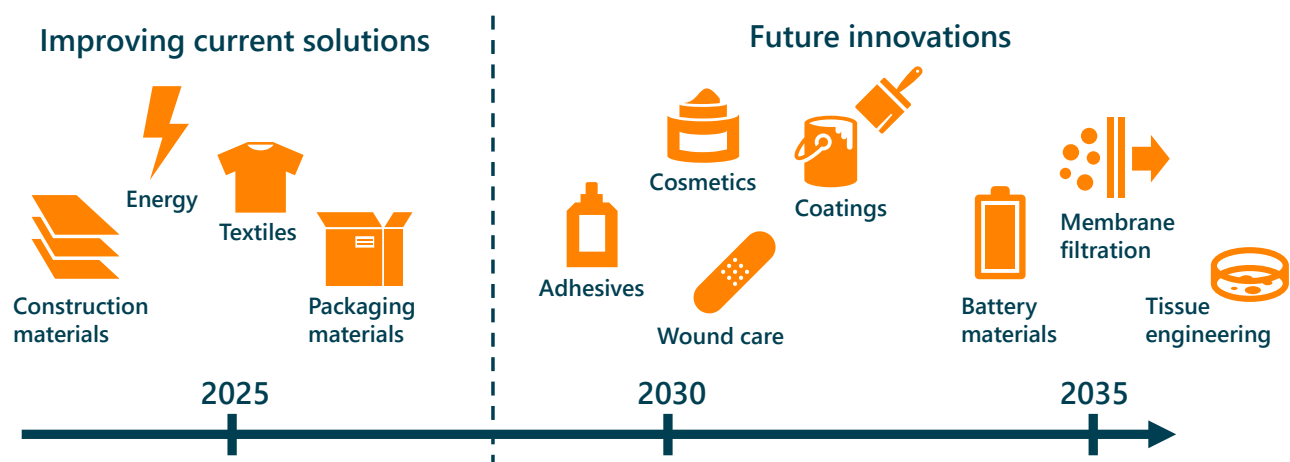 Improving current solutions
Future innovations
Energy
Textiles
Construction
materials
Packaging
materials
Adhesives
Cosmetics
Wound care
Coatings
Battery
materials
Membrane
filtration
Tissue
engineering
2025
2030
2035